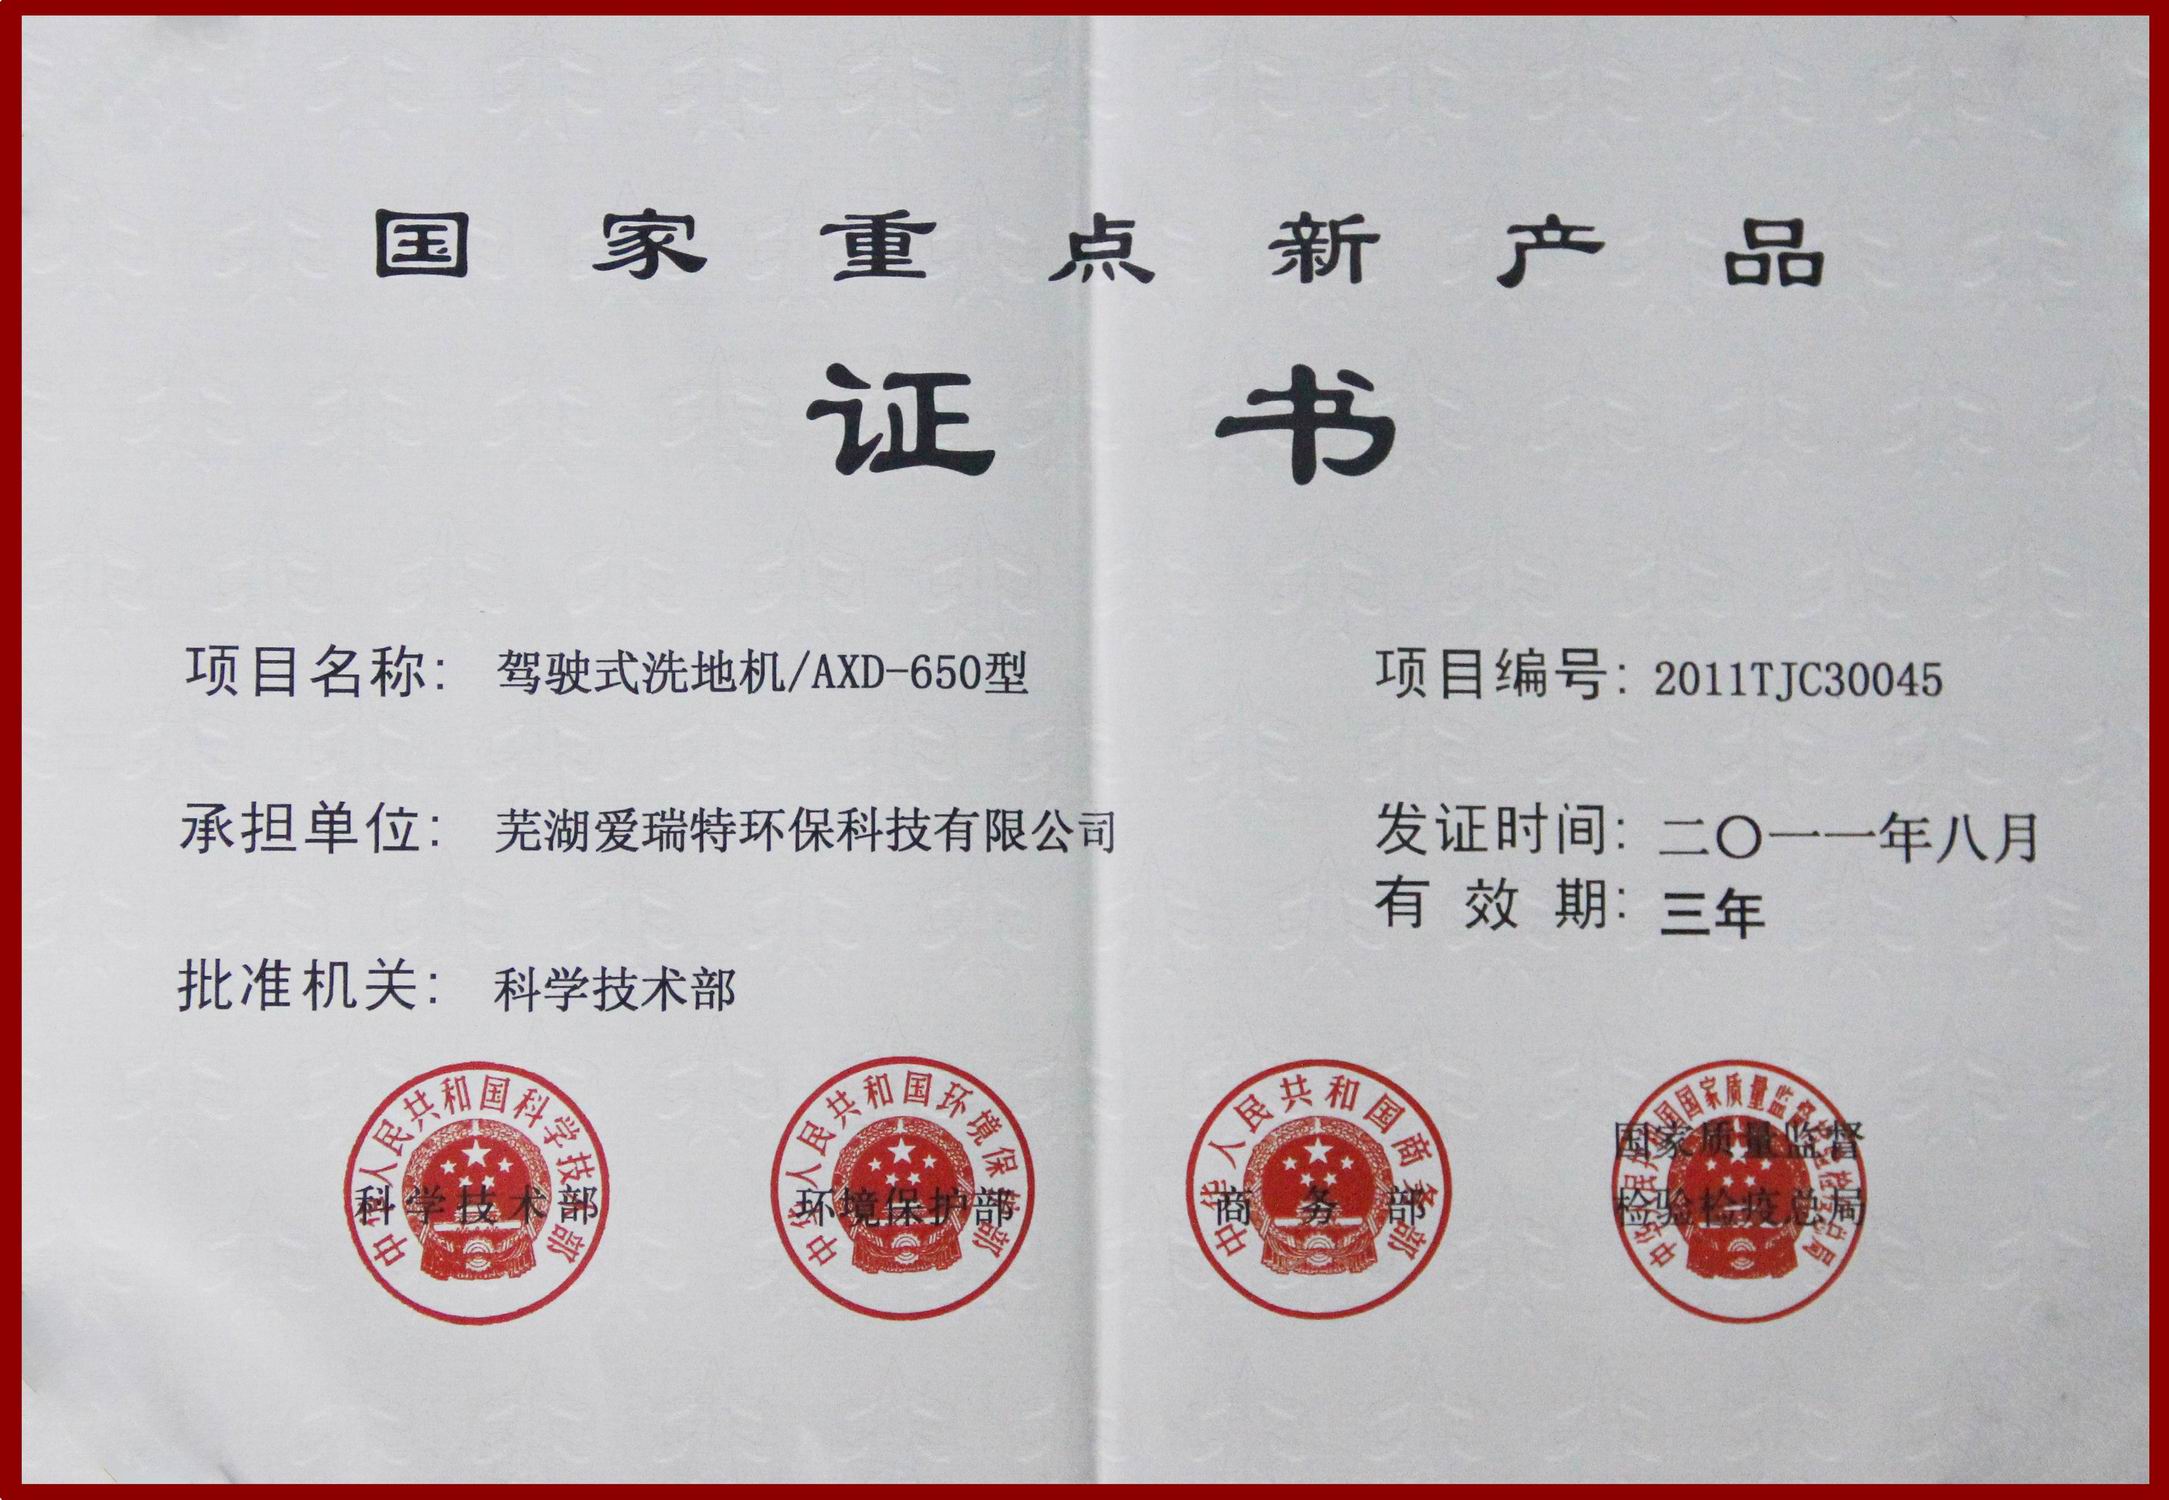 国家重点新产品
证书
项目名称: 驾驶式洗地机/AXD-650型
项目编号: 2011TJC30045
承担单位: 芜湖爱瑞特环保科技有限公司
发证时间: 二〇一一年八月
有效期: 三年
批准机关: 科学技术部
中华人民共和国科学技术部
科学技术部
中华人民共和国环境保护部
环境保护部
中华人民共和国商务部
商务部
国家质量监督
检验检疫总局